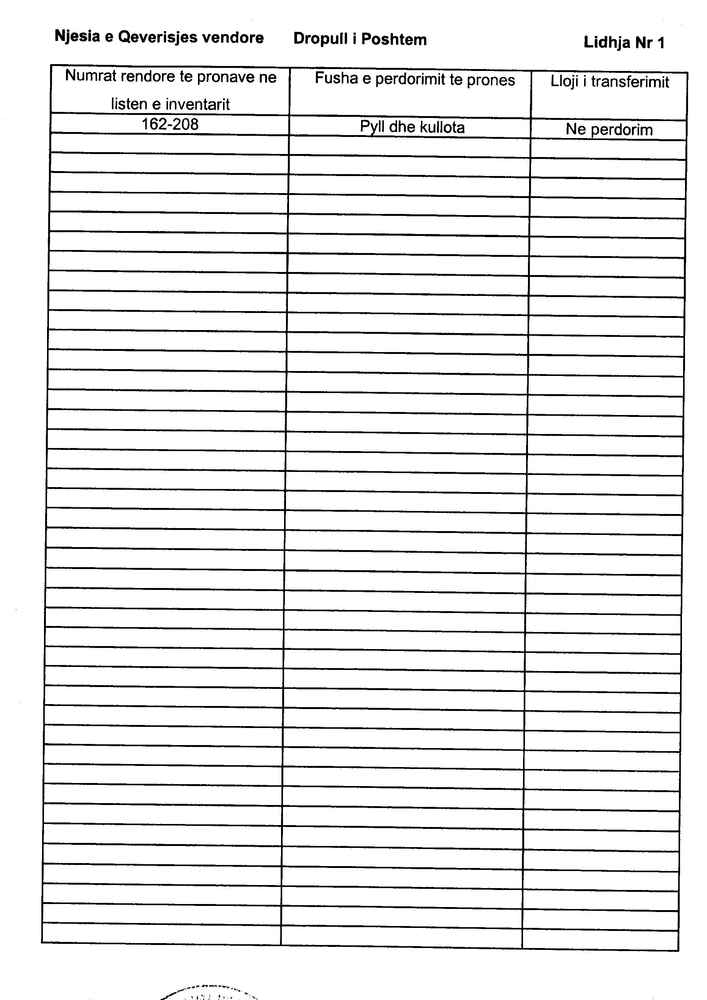 Njesia e Qeverisjes vendore Dropull i Poshtem Lidhja Nr 1
Numrat rendore te pronave ne listen e inventarit Fusha e perdorimit te prones Lloji i transferimit
162-208 Pyll dhe kullota Ne perdorim